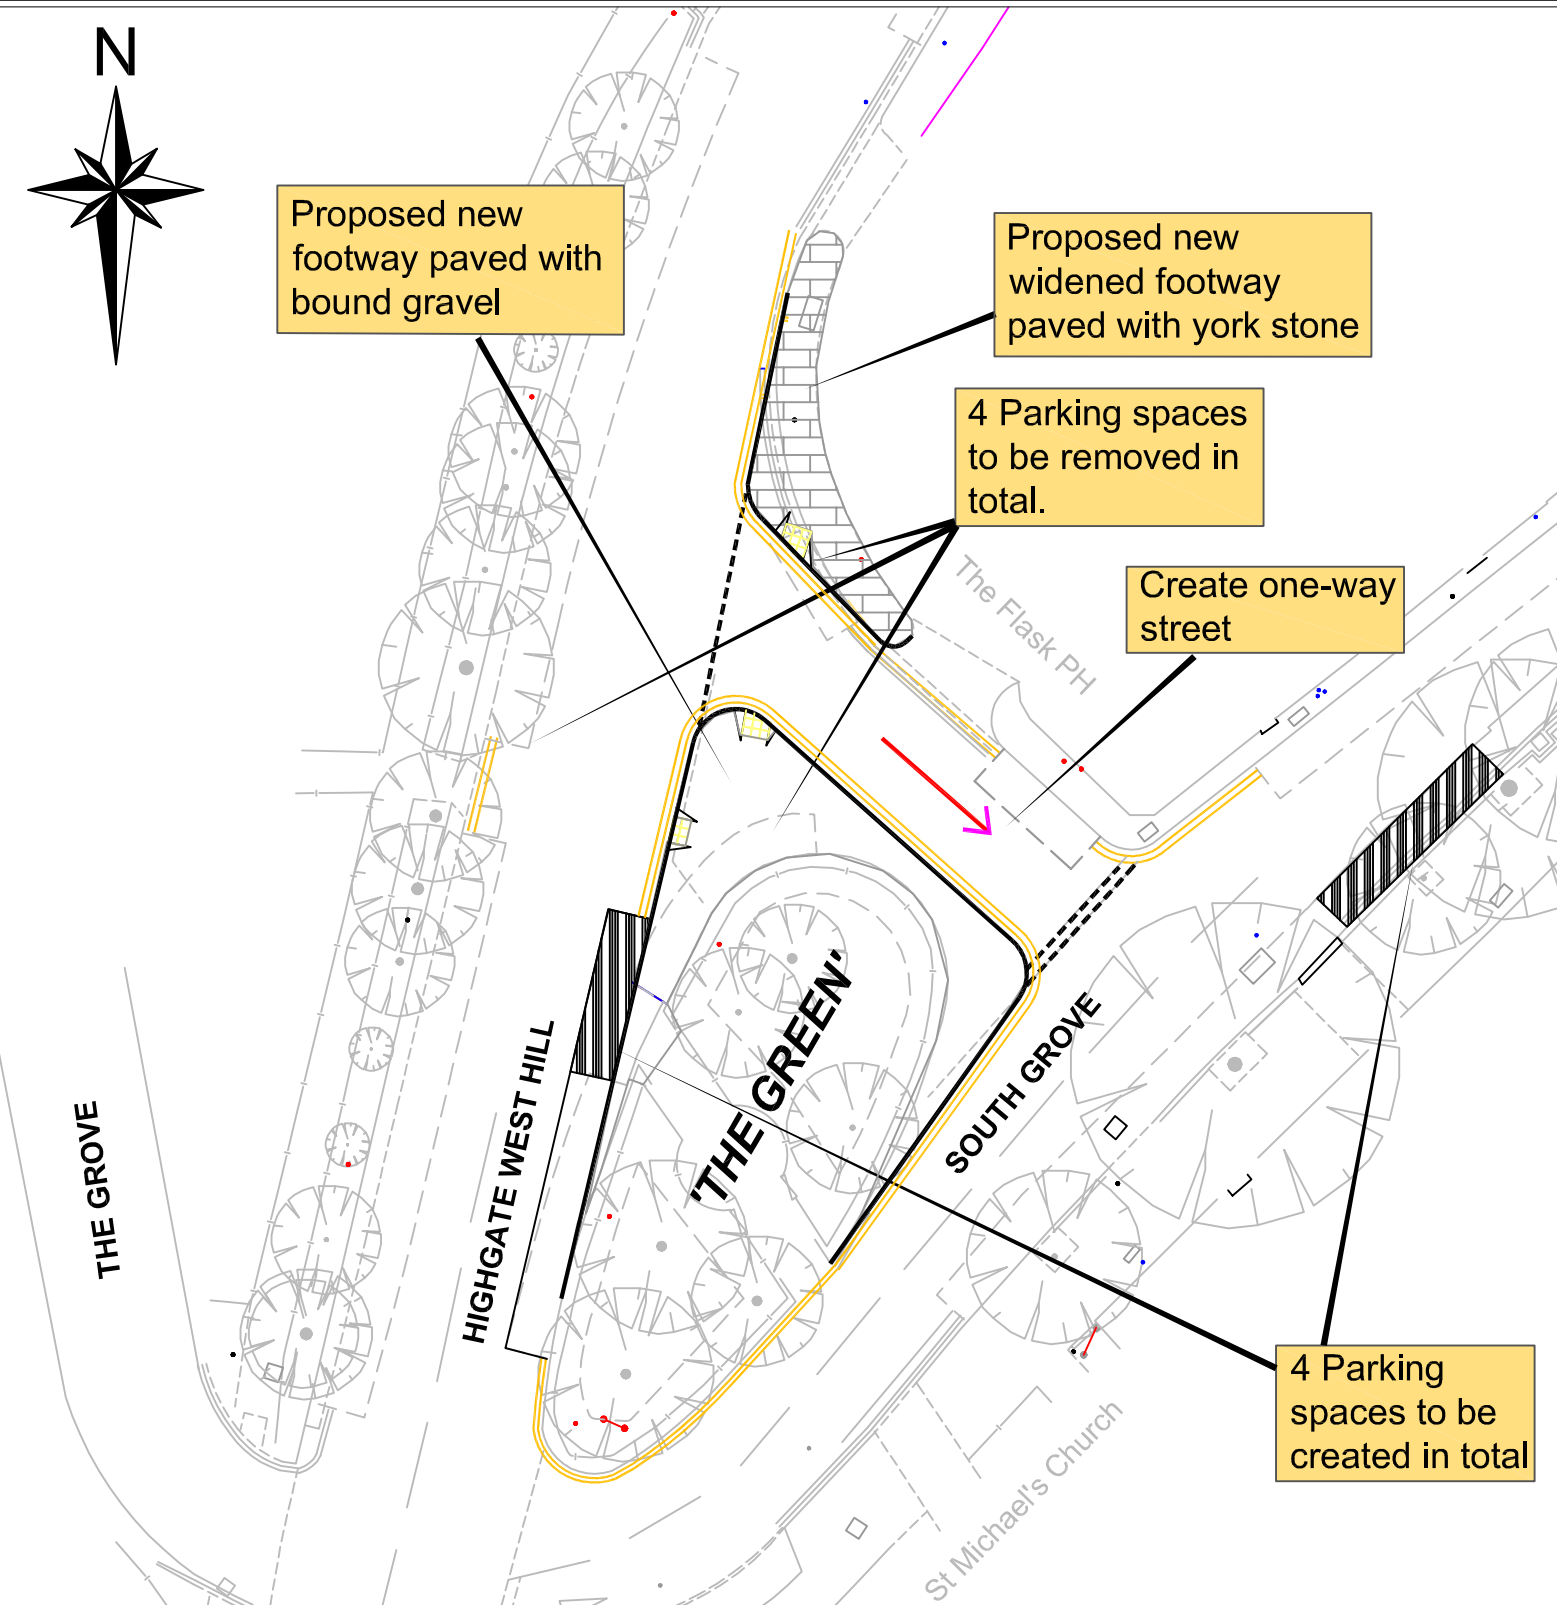 N
Proposed new
footway paved with
bound gravel
Proposed new
widened footway
paved with york stone
4 Parking spaces
to be removed in
total.
The Flask PH
Create one-way
street
'THE GREEN'
SOUTH GROVE
HIGHGATE WEST HILL
THE GROVE
4 Parking
spaces to be
created in total
St Michael's Church